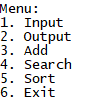 Menu:
1. Input
2. Output
3. Add
4. Search
5. Sort
6. Exit